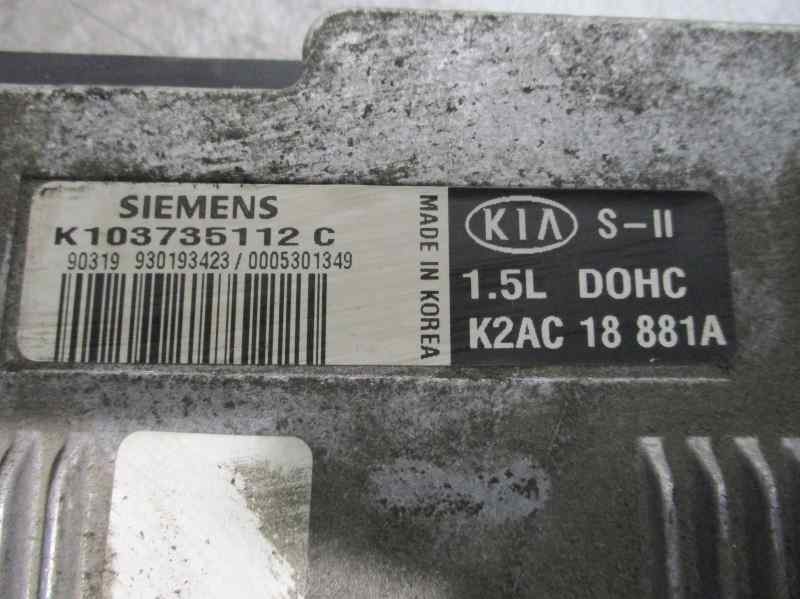 SIEMENS
K103735112 C
90319 930193423/0005301349
MADE IN KOREA
KIA S-II
1.5L DOHC
K2AC 18 881A